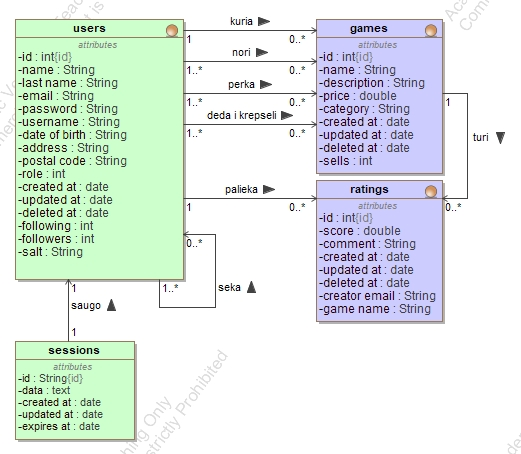 users
attributes
-id : int{id}
-name : String
-last name : String
-email : String
-password : String
-username : String
-date of birth : String
-address : String
-postal code : String
-role : int
-created at : date
-updated at : date
-deleted at : date
-following : int
-followers : int
-salt : String
kuria
1
0..*
nori
1..*
0..*
perka
1..*
0..*
deda i krepseli
1..*
0..*
palieka
1
0..*
games
attributes
-id : int{id}
-name : String
-description : String
-price : double
-category : String
-created at : date
-updated at : date
-deleted at : date
-sells : int
1
turi
0..*
ratings
attributes
-id : int{id}
-score : double
-comment : String
-created at : date
-updated at : date
-deleted at : date
-creator email : String
-game name : String
0..*
1..*
seka
1
saugo
1
sessions
attributes
-id : String{id}
-data : text
-created at : date
-updated at : date
-expires at : date
strictly Prohibited